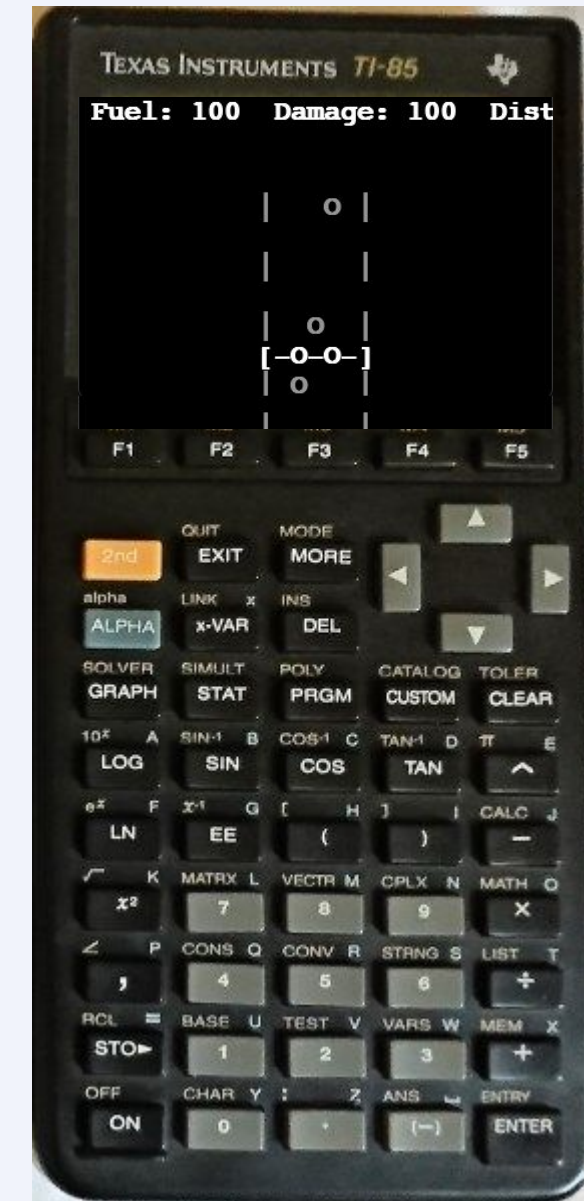 TEXAS INSTRUMENTS TI-85
Fuel: 100 Damage: 100 Dist
| O |
| |
| O |
[-O-O-]
| O |
| |
F1 F2 F3 F4 F5
QUIT MODE
2nd EXIT MORE
alpha LINK x INS
ALPHA x-VAR DEL
SOLVER SIMULT POLY CATALOG TOLER
GRAPH STAT PRGM CUSTOM CLEAR
10ˣ A SIN⁻¹ B COS⁻¹ C TAN⁻¹ D π E
LOG SIN COS TAN ^
eˣ F x⁻¹ G [ H ] I CALC J
LN EE ( ) −
√‾ K MATRX L VECTR M CPLX N MATH O
x² 7 8 9 ×
∠ P CONS Q CONV R STRNG S LIST T
, 4 5 6 ÷
RCL = BASE U TEST V VARS W MEM X
STO► 1 2 3 +
OFF CHAR Y : Z ANS ␣ ENTRY
ON 0 . (−) ENTER